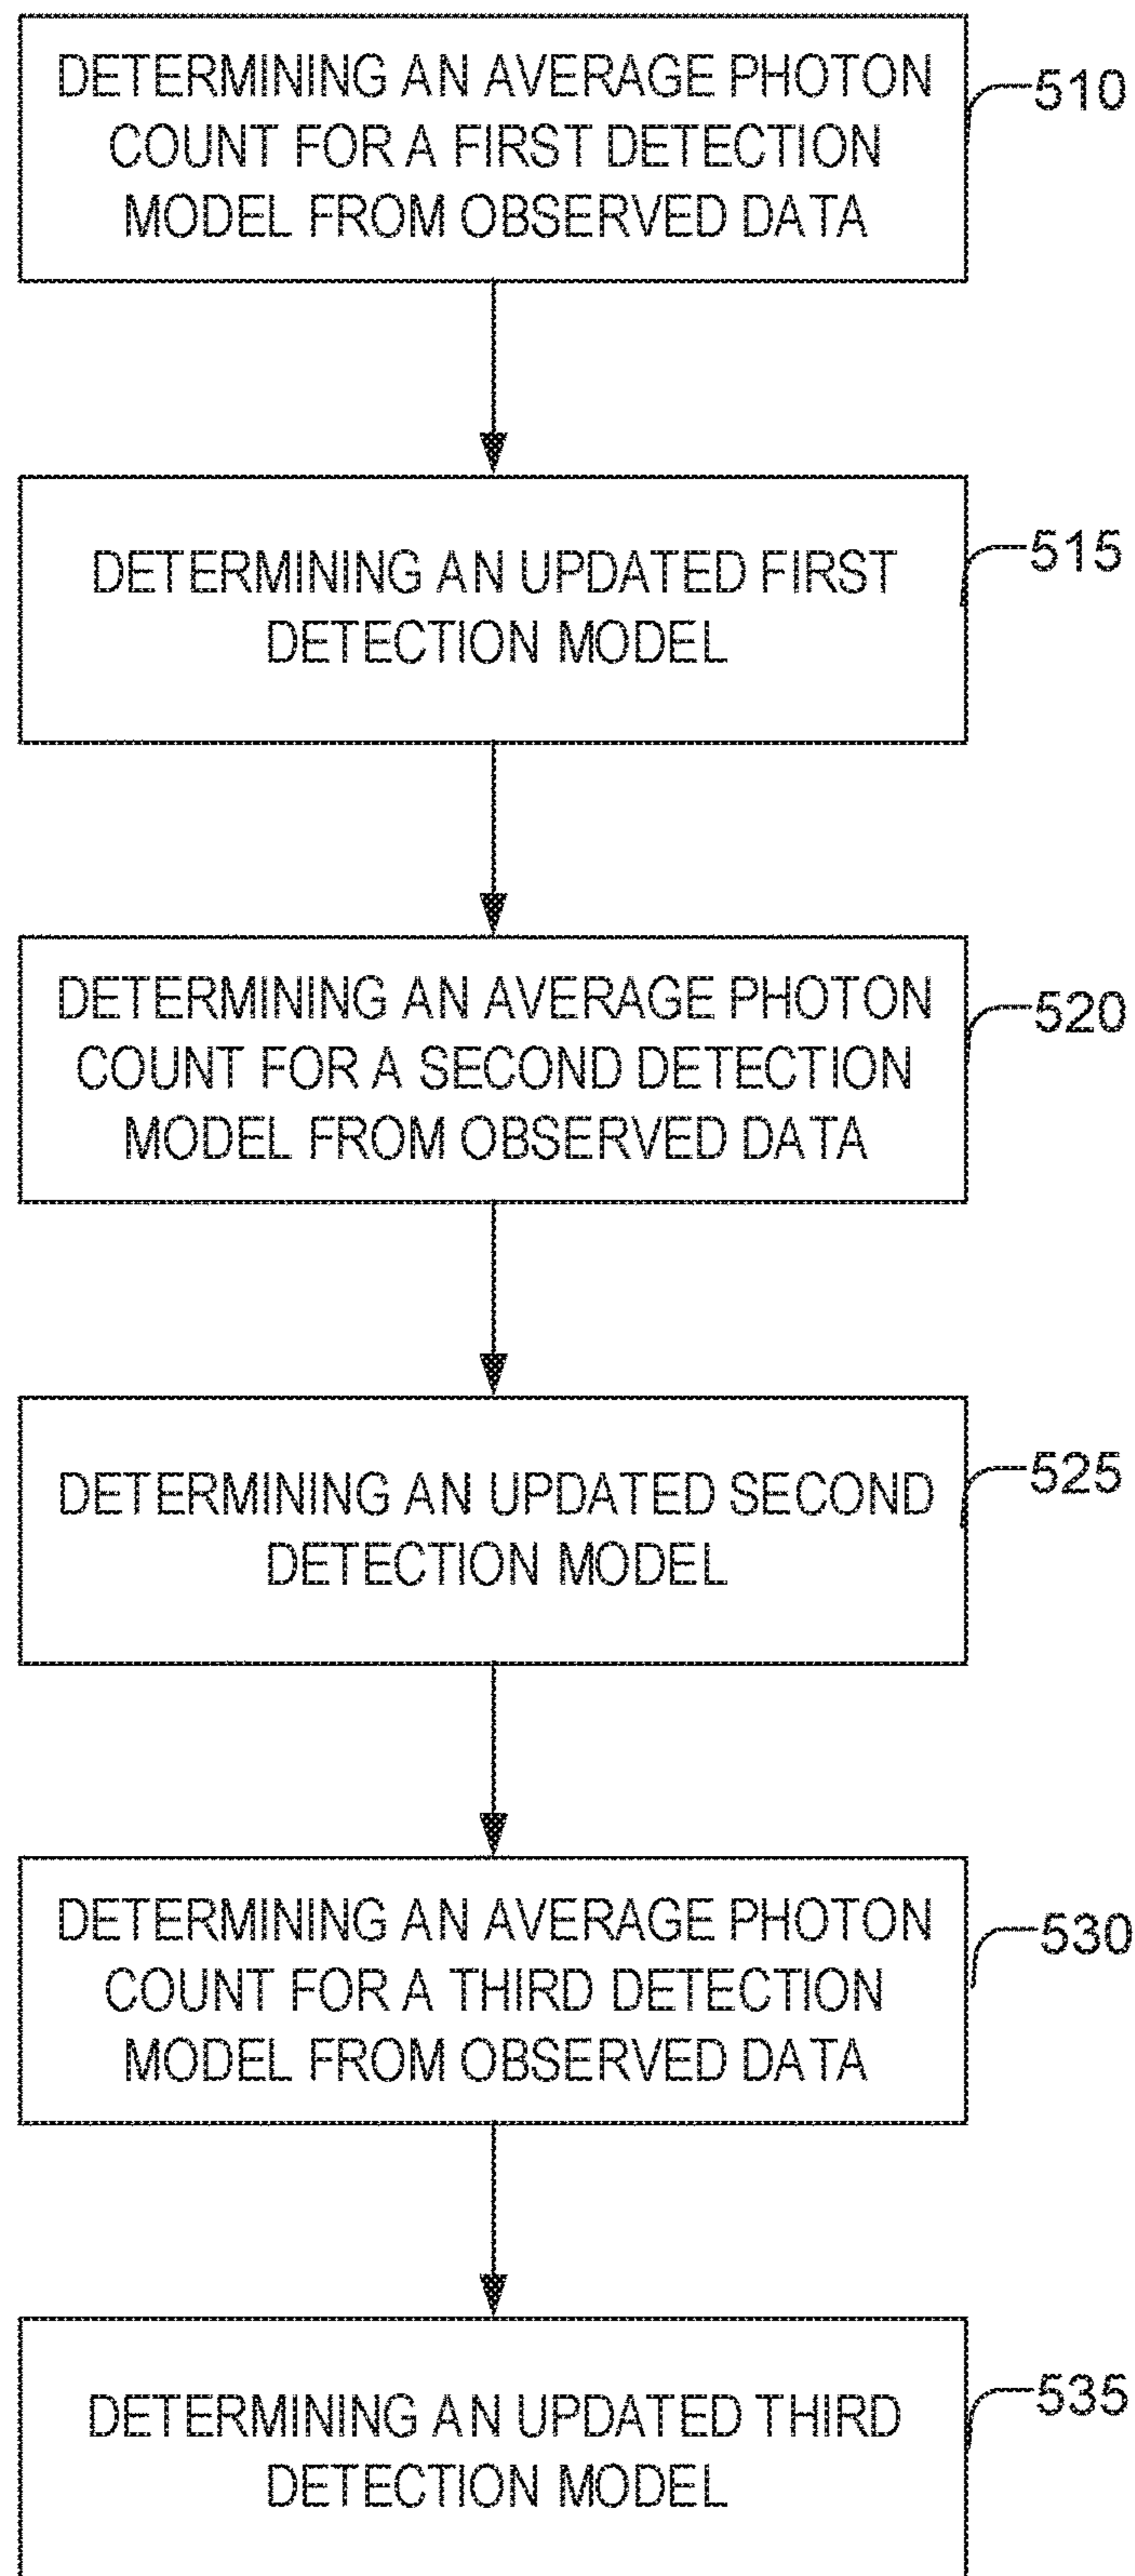 DETERMINING AN AVERAGE PHOTON
COUNT FOR A FIRST DETECTION
MODEL FROM OBSERVED DATA
510
DETERMINING AN UPDATED FIRST
DETECTION MODEL
515
DETERMINING AN AVERAGE PHOTON
COUNT FOR A SECOND DETECTION
MODEL FROM OBSERVED DATA
520
DETERMINING AN UPDATED SECOND
DETECTION MODEL
525
DETERMINING AN AVERAGE PHOTON
COUNT FOR A THIRD DETECTION
MODEL FROM OBSERVED DATA
530
DETERMINING AN UPDATED THIRD
DETECTION MODEL
535